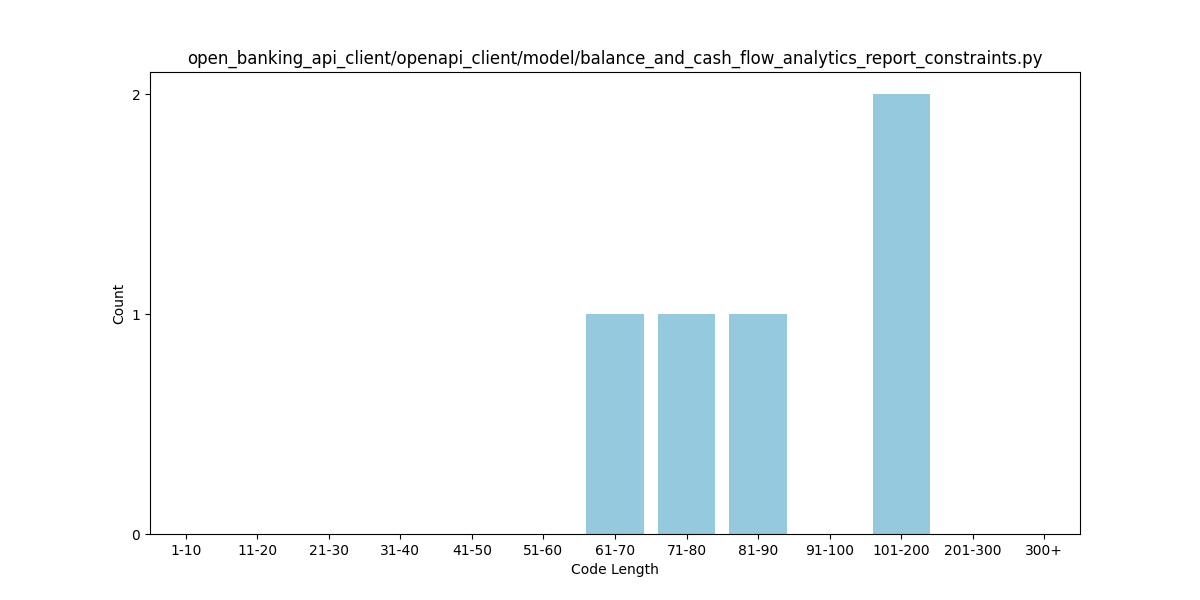 open_banking_api_client/openapi_client/model/balance_and_cash_flow_analytics_report_constraints.py
2
1
0
Count
1-10 11-20 21-30 31-40 41-50 51-60 61-70 71-80 81-90 91-100 101-200 201-300 300+
Code Length